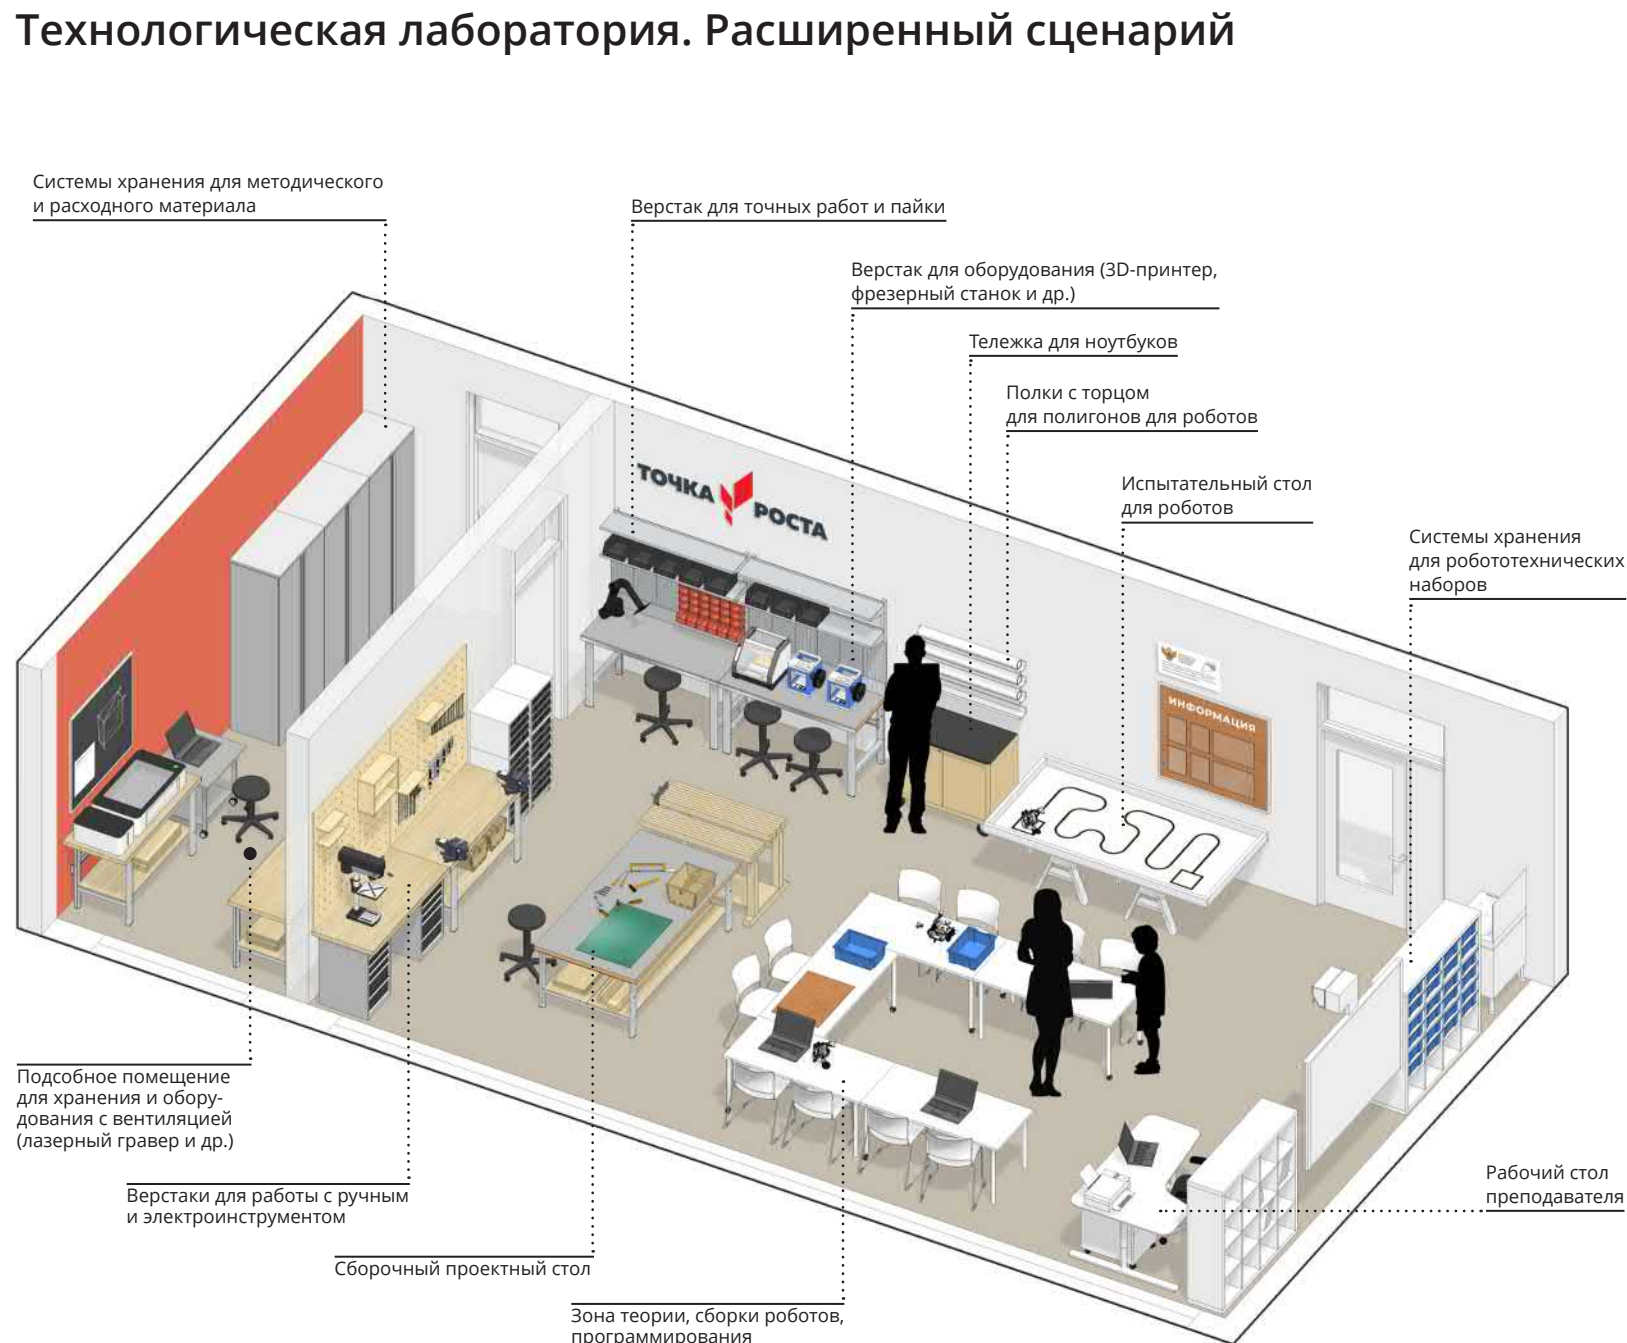 Технологическая лаборатория. Расширенный сценарий
Системы хранения для методического
и расходного материала
Верстак для точных работ и пайки
Верстак для оборудования (3D-принтер,
фрезерный станок и др.)
Тележка для ноутбуков
Полки с торцом
для полигонов для роботов
Испытательный стол
для роботов
Системы хранения
для робототехнических
наборов
ТОЧКА
РОСТА
ИНФОРМАЦИЯ
Подсобное помещение
для хранения и обору-
дования с вентиляцией
(лазерный гравер и др.)
Верстаки для работы с ручным
и электроинструментом
Сборочный проектный стол
Зона теории, сборки роботов,
программирования
Рабочий стол
преподавателя